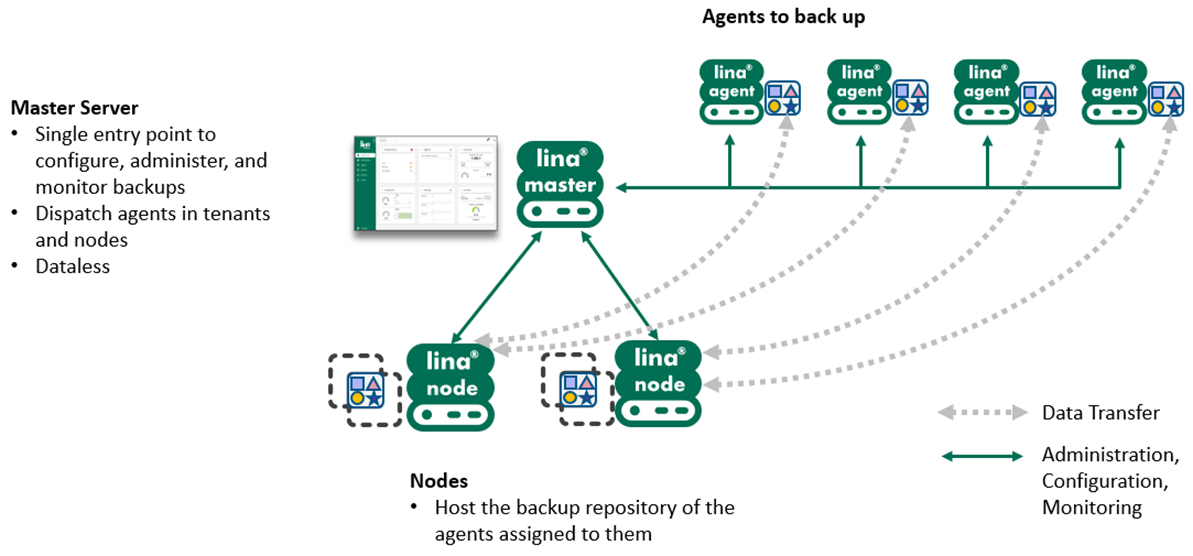 Agents to back up
lina®
agent
lina®
agent
lina®
agent
lina®
agent
Master Server
• Single entry point to
configure, administer, and
monitor backups
• Dispatch agents in tenants
and nodes
• Dataless
lina®
master
lina®
node
lina®
node
Data Transfer
Administration,
Configuration,
Monitoring
Nodes
• Host the backup repository of the
agents assigned to them